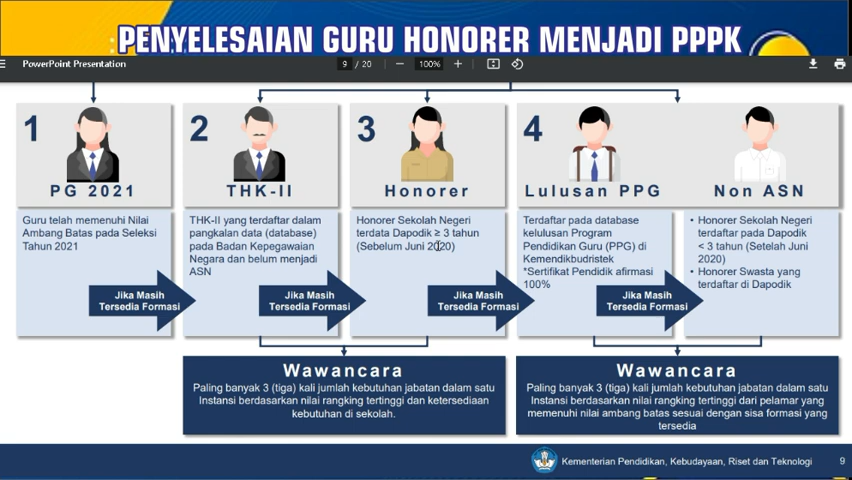 PENYELESAIAN GURU HONORER MENJADI PPPK
PowerPoint Presentation
9 / 20
100%
1
PG 2021
Guru telah memenuhi Nilai
Ambang Batas pada Seleksi
Tahun 2021
Jika Masih
Tersedia Formasi
2
THK-II
THK-II yang terdaftar dalam
pangkalan data (database)
pada Badan Kepegawaian
Negara dan belum menjadi
ASN
Jika Masih
Tersedia Formasi
3
Honorer
Honorer Sekolah Negeri
terdata Dapodik ≥ 3 tahun
(Sebelum Juni 2020)
Jika Masih
Tersedia Formasi
4
Lulusan PPG
Terdaftar pada database
kelulusan Program
Pendidikan Guru (PPG) di
Kemendikbudristek
*Sertifikat Pendidik afirmasi
100%
Jika Masih
Tersedia Formasi
Non ASN
• Honorer Sekolah Negeri
terdaftar pada Dapodik
< 3 tahun (Setelah Juni
2020)
• Honorer Swasta yang
terdaftar di Dapodik
Wawancara
Paling banyak 3 (tiga) kali jumlah kebutuhan jabatan dalam satu
Instansi berdasarkan nilai rangking tertinggi dan ketersediaan
kebutuhan di sekolah.
Wawancara
Paling banyak 3 (tiga) kali jumlah kebutuhan jabatan dalam satu
Instansi berdasarkan nilai rangking tertinggi dari pelamar yang
memenuhi nilai ambang batas sesuai dengan sisa formasi yang
tersedia
Kementerian Pendidikan, Kebudayaan, Riset dan Teknologi
9